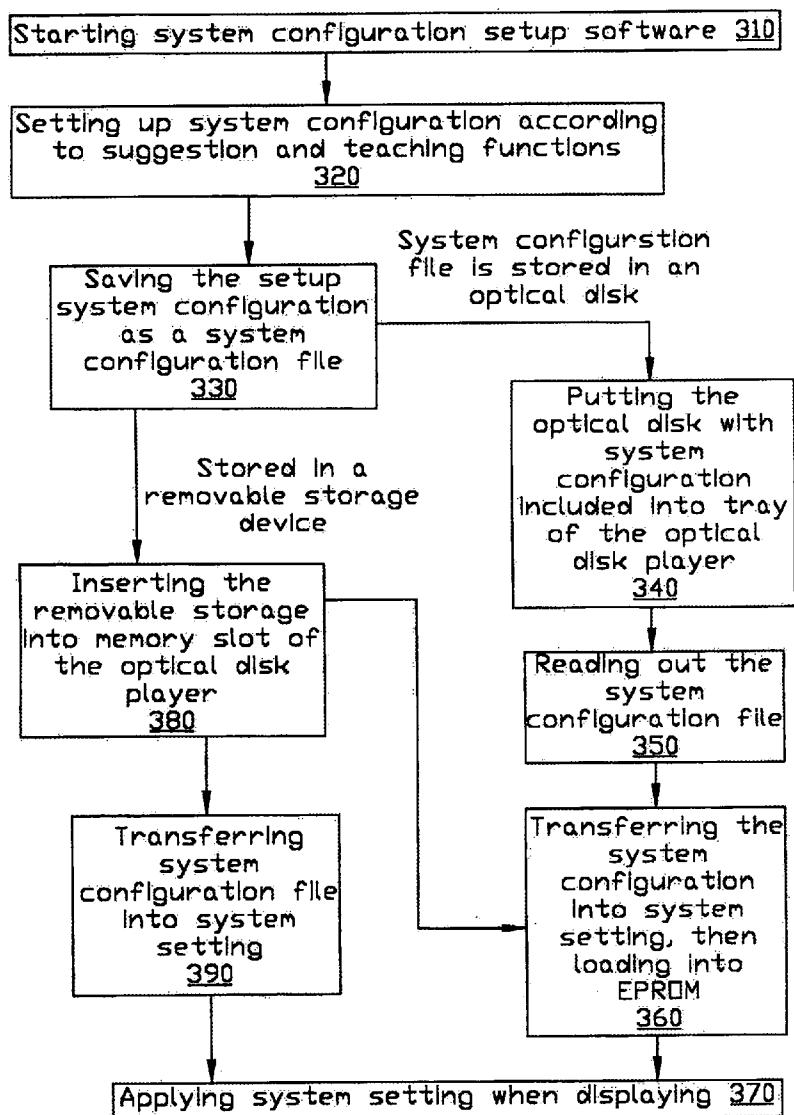 Starting system configuration setup software 310
Setting up system configuration according
to suggestion and teaching functions
320
System configurstion
file is stored in an
optical disk
Saving the setup
system configuration
as a system
configuration file
330
Putting the
optical disk with
system
configuration
included into tray
of the optical
disk player
340
Stored in a
removable storage
device
Inserting the
removable storage
into memory slot of
the optical disk
player
380
Reading out the
system
configuration file
350
Transferring
system
configuration file
into system
setting
390
Transferring the
system
configuration
into system
setting, then
loading into
EPROM
360
Applying system setting when displaying 370